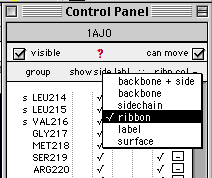 Control Panel
1AJ0
visible ? can move
group show side labl :: ribn col
backbone + side
backbone
sidechain
ribbon
label
surface
s LEU214
s LEU215
s VAL216
GLY217
MET218
SER219
ARG220